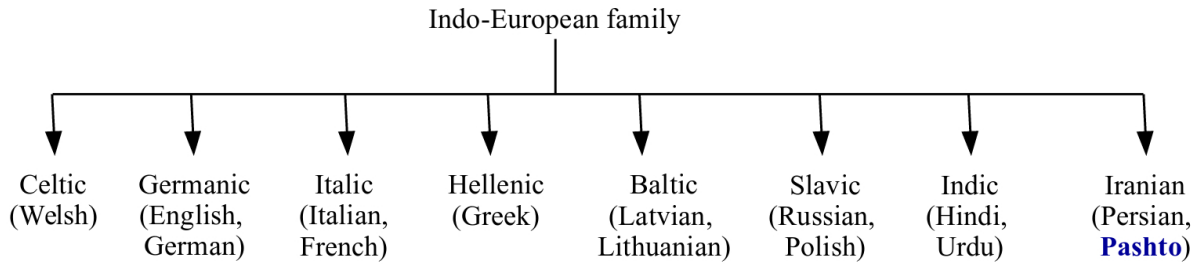 Indo-European family
Celtic
(Welsh)
Germanic
(English,
German)
Italic
(Italian,
French)
Hellenic
(Greek)
Baltic
(Latvian,
Lithuanian)
Slavic
(Russian,
Polish)
Indic
(Hindi,
Urdu)
Iranian
(Persian,
Pashto)